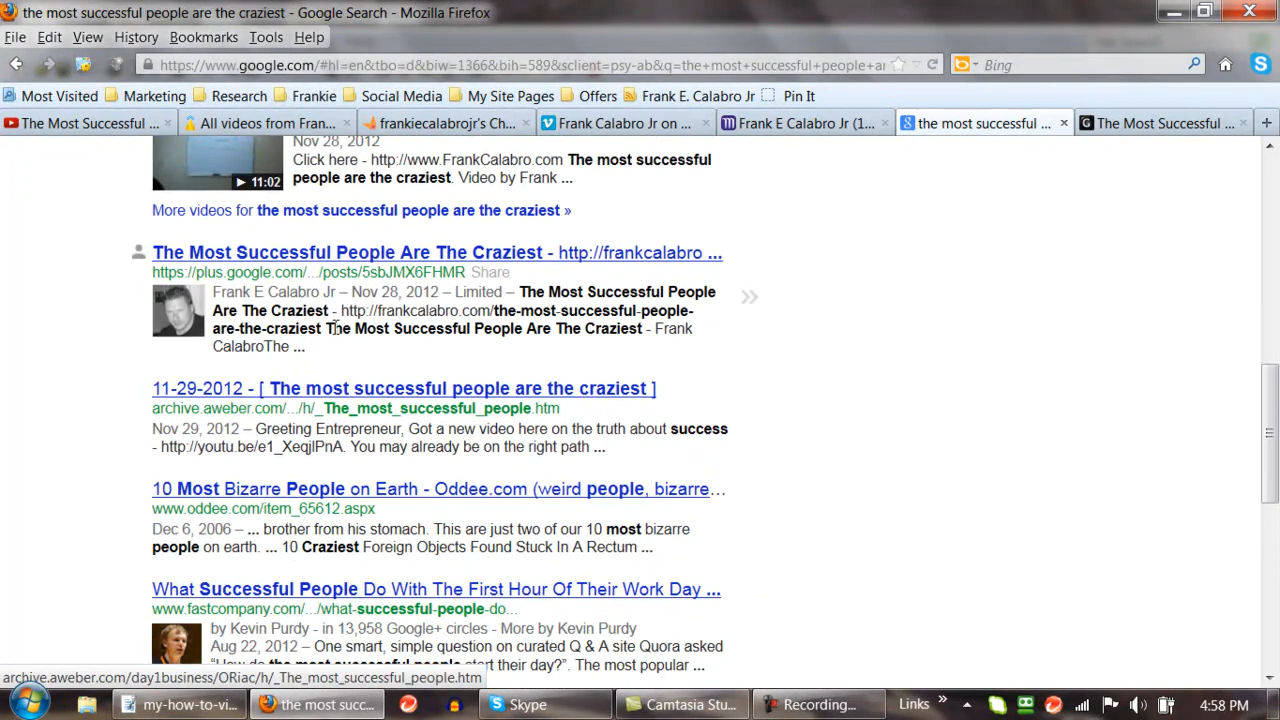 the most successful people are the craziest - Google Search - Mozilla Firefox
File Edit View History Bookmarks Tools Help
https://www.google.com/#hl=en&tbo=d&biw=1366&bih=589&sclient=psy-ab&q=the+most+successful+people+ar Bing
Most Visited Marketing Research Frankie Social Media My Site Pages Offers Frank E. Calabro Jr Pin It
The Most Successful ... × All videos from Fran... × frankiecalabrojr's Ch... × Frank Calabro Jr on ... × Frank E Calabro Jr (1... × the most successful ... × The Most Successful ... × +
Nov 28, 2012
Click here - http://www.FrankCalabro.com The most successful
▶ 11:02 people are the craziest. Video by Frank ...
More videos for the most successful people are the craziest »
The Most Successful People Are The Craziest - http://frankcalabro ...
https://plus.google.com/.../posts/5sbJMX6FHMR Share
Frank E Calabro Jr – Nov 28, 2012 – Limited – The Most Successful People
Are The Craziest - http://frankcalabro.com/the-most-successful-people-
are-the-craziest The Most Successful People Are The Craziest - Frank
CalabroThe ...
11-29-2012 - [ The most successful people are the craziest ]
archive.aweber.com/.../h/_The_most_successful_people.htm
Nov 29, 2012 – Greeting Entrepreneur, Got a new video here on the truth about success
- http://youtu.be/e1_XeqjlPnA. You may already be on the right path ...
10 Most Bizarre People on Earth - Oddee.com (weird people, bizarre...
www.oddee.com/item_65612.aspx
Dec 6, 2006 – ... brother from his stomach. This are just two of our 10 most bizarre
people on earth. ... 10 Craziest Foreign Objects Found Stuck In A Rectum ...
What Successful People Do With The First Hour Of Their Work Day ...
www.fastcompany.com/.../what-successful-people-do...
by Kevin Purdy - in 13,958 Google+ circles - More by Kevin Purdy
Aug 22, 2012 – One smart, simple question on curated Q & A site Quora asked
"How do the most successful people start their day?". The most popular ...
archive.aweber.com/day1business/ORiac/h/_The_most_successful_people.htm
my-how-to-vi... the most succ... Skype Camtasia Stu... Recording... Links » 4:58 PM